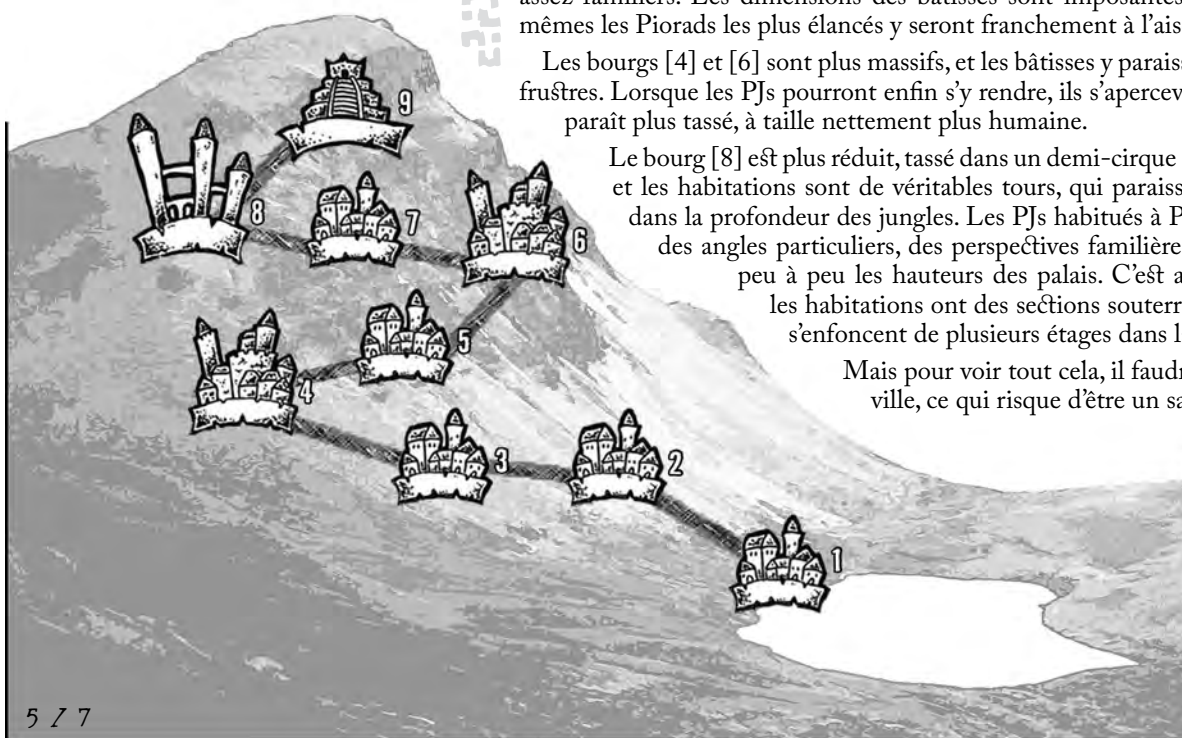 assez familiers. Les dimensions des bâtisses sont imposantes
mêmes les Piorads les plus élancés y seront franchement à l'ais
Les bourgs [4] et [6] sont plus massifs, et les bâtisses y parais
frustres. Lorsque les PJs pourront enfin s'y rendre, ils s'apercev
paraît plus tassé, à taille nettement plus humaine.
Le bourg [8] est plus réduit, tassé dans un demi-cirque
et les habitations sont de véritables tours, qui paraiss
dans la profondeur des jungles. Les PJs habitués à P
des angles particuliers, des perspectives familière
peu à peu les hauteurs des palais. C'est a
les habitations ont des sections souterr
s'enfoncent de plusieurs étages dans l
Mais pour voir tout cela, il faudr
ville, ce qui risque d'être un sa
9
8
7
6
5
4
3
2
1
5 / 7